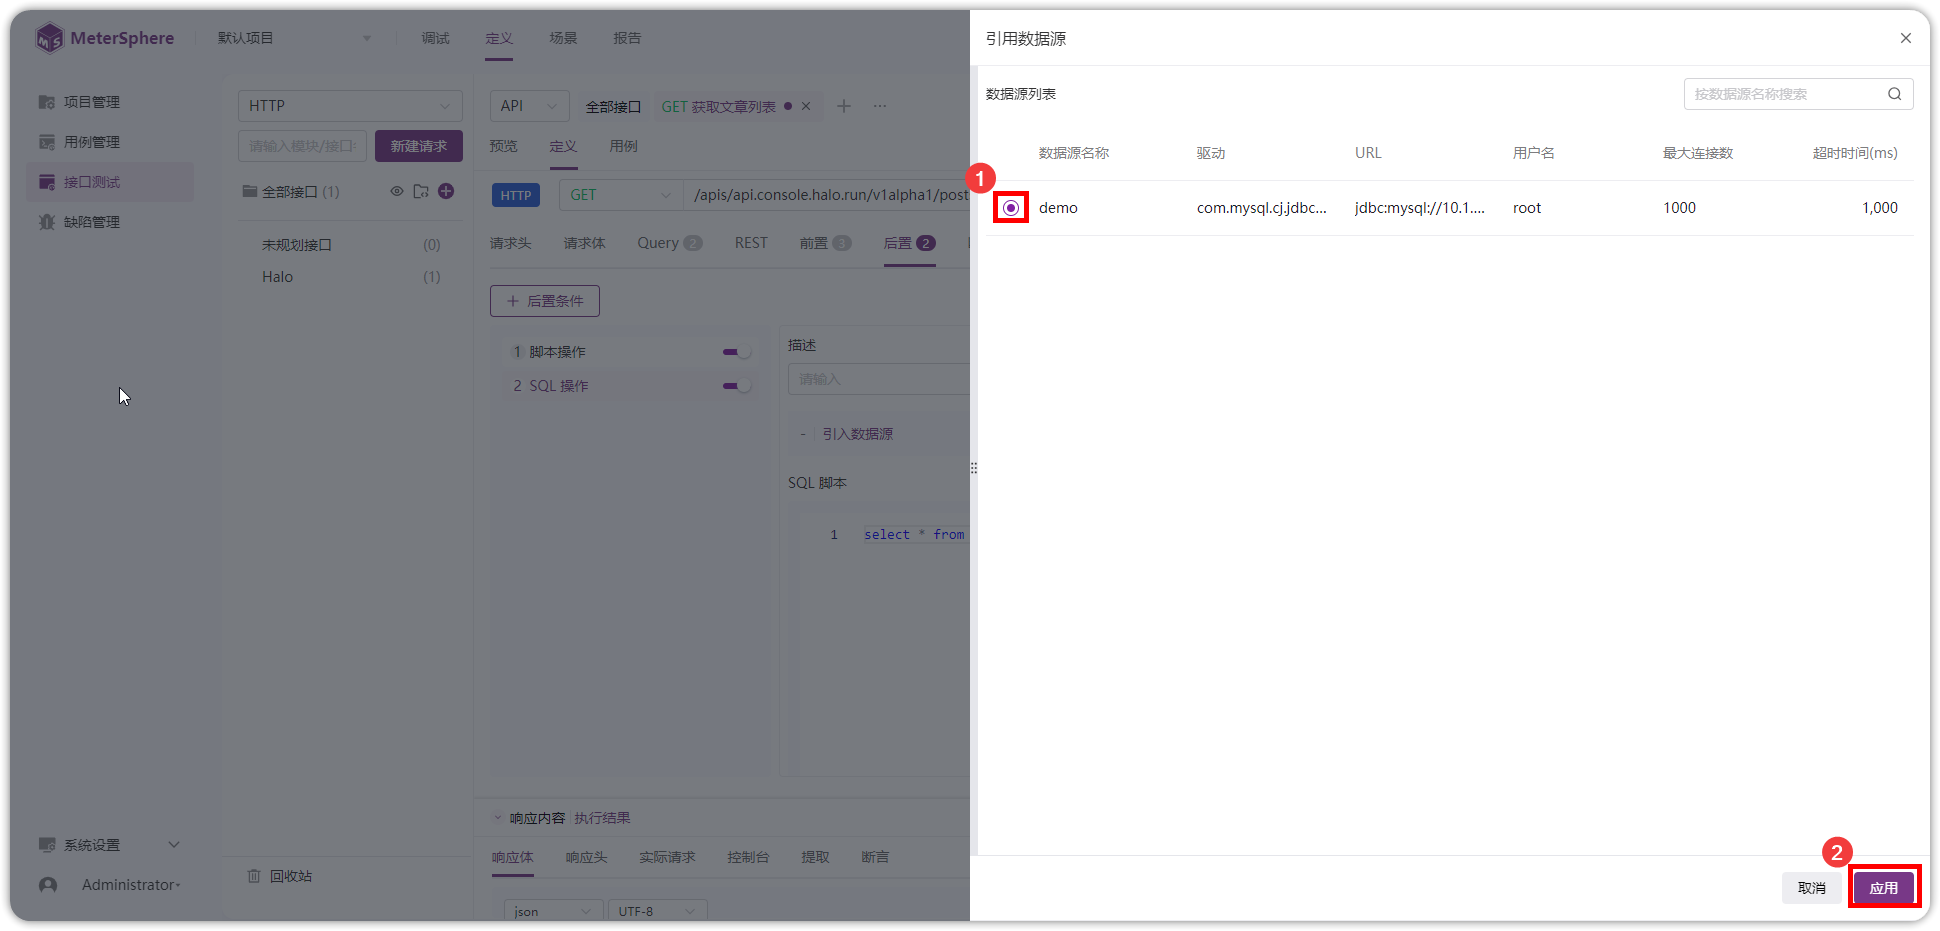 MeterSphere
默认项目
调试
定义
场景
报告
项目管理
用例管理
接口测试
缺陷管理
系统设置
Administrator
HTTP
请输入模块/接口
新建请求
全部接口 (1)
未规划接口 (0)
Halo (1)
回收站
API
全部接口
GET 获取文章列表
预览
定义
用例
HTTP
GET
/apis/api.console.halo.run/v1alpha1/post
请求头
请求体
Query 2
REST
前置 3
后置 2
+ 后置条件
1 脚本操作
2 SQL 操作
描述
请输入
- 引入数据源
SQL 脚本
1 select * from
响应内容 执行结果
响应体
响应头
实际请求
控制台
提取
断言
json
UTF-8
引用数据源
数据源列表
按数据源名称搜索
数据源名称 驱动 URL 用户名 最大连接数 超时时间(ms)
1
demo com.mysql.cj.jdbc... jdbc:mysql://10.1.... root 1000 1,000
2
取消
应用